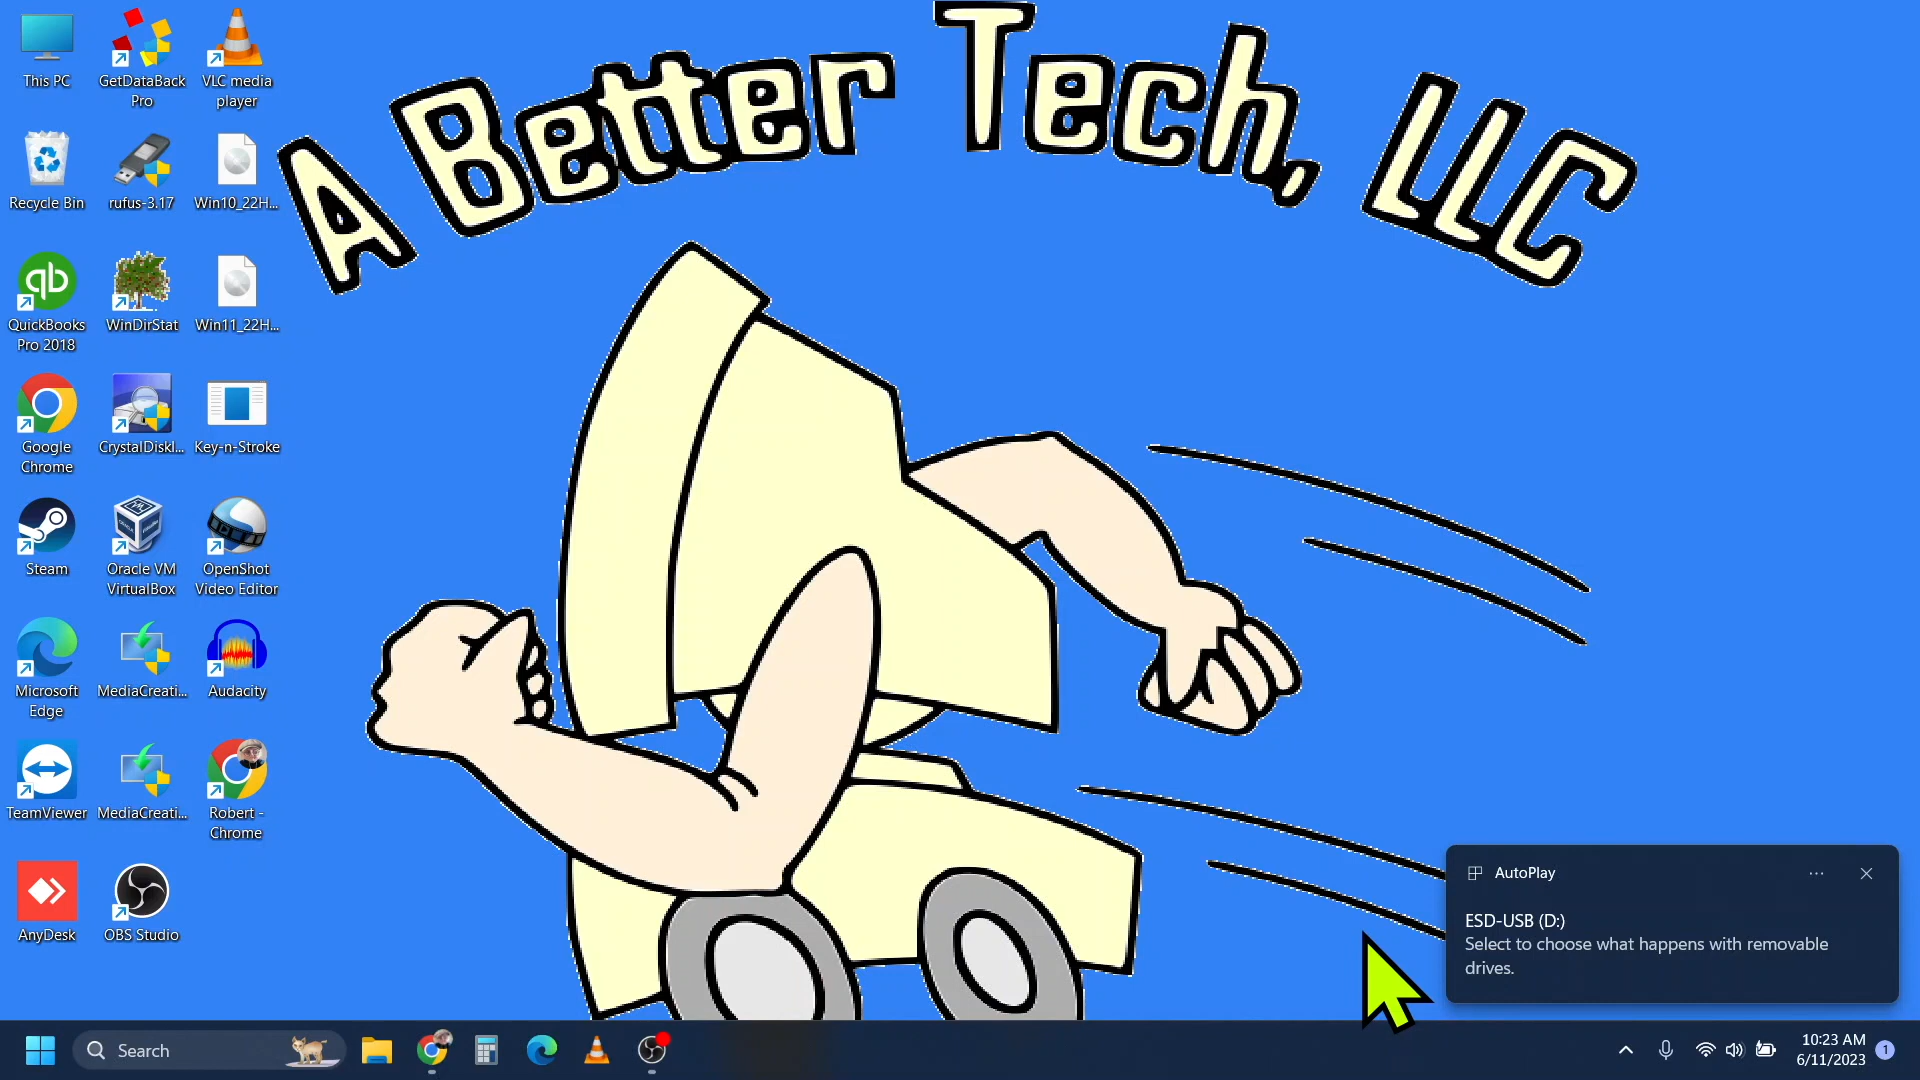 A Better Tech, LLC
This PC
GetDataBack
Pro
VLC media
player
Recycle Bin
rufus-3.17
Win10_22H...
QuickBooks
Pro 2018
WinDirStat
Win11_22H...
Google
Chrome
CrystalDiskI...
Key-n-Stroke
Steam
Oracle VM
VirtualBox
OpenShot
Video Editor
Microsoft
Edge
MediaCreati...
Audacity
TeamViewer
MediaCreati...
Robert -
Chrome
AnyDesk
OBS Studio
AutoPlay
ESD-USB (D:)
Select to choose what happens with removable
drives.
Search
10:23 AM
6/11/2023
1